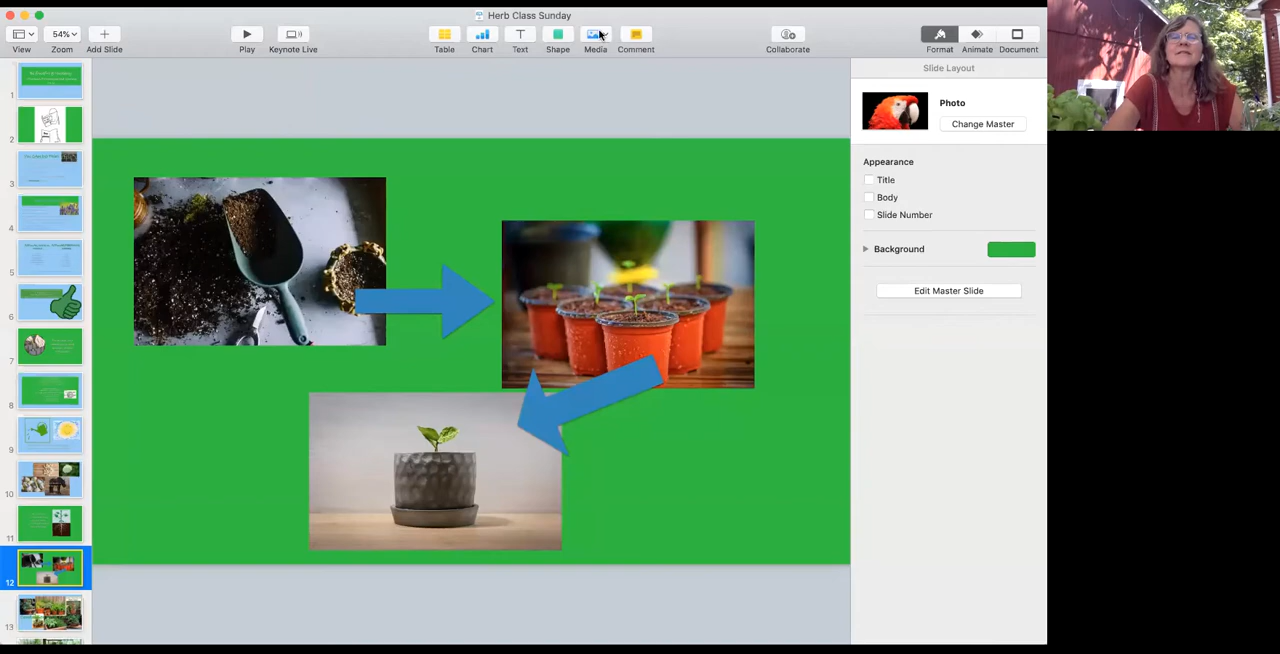 Herb Class Sunday
54%
View
Zoom
Add Slide
Play
Keynote Live
Table
Chart
Text
Shape
Media
Comment
Collaborate
Format
Animate
Document
Slide Layout
Photo
Change Master
Appearance
Title
Body
Slide Number
Background
Edit Master Slide
1
2
3
4
5
6
7
8
9
10
11
12
13